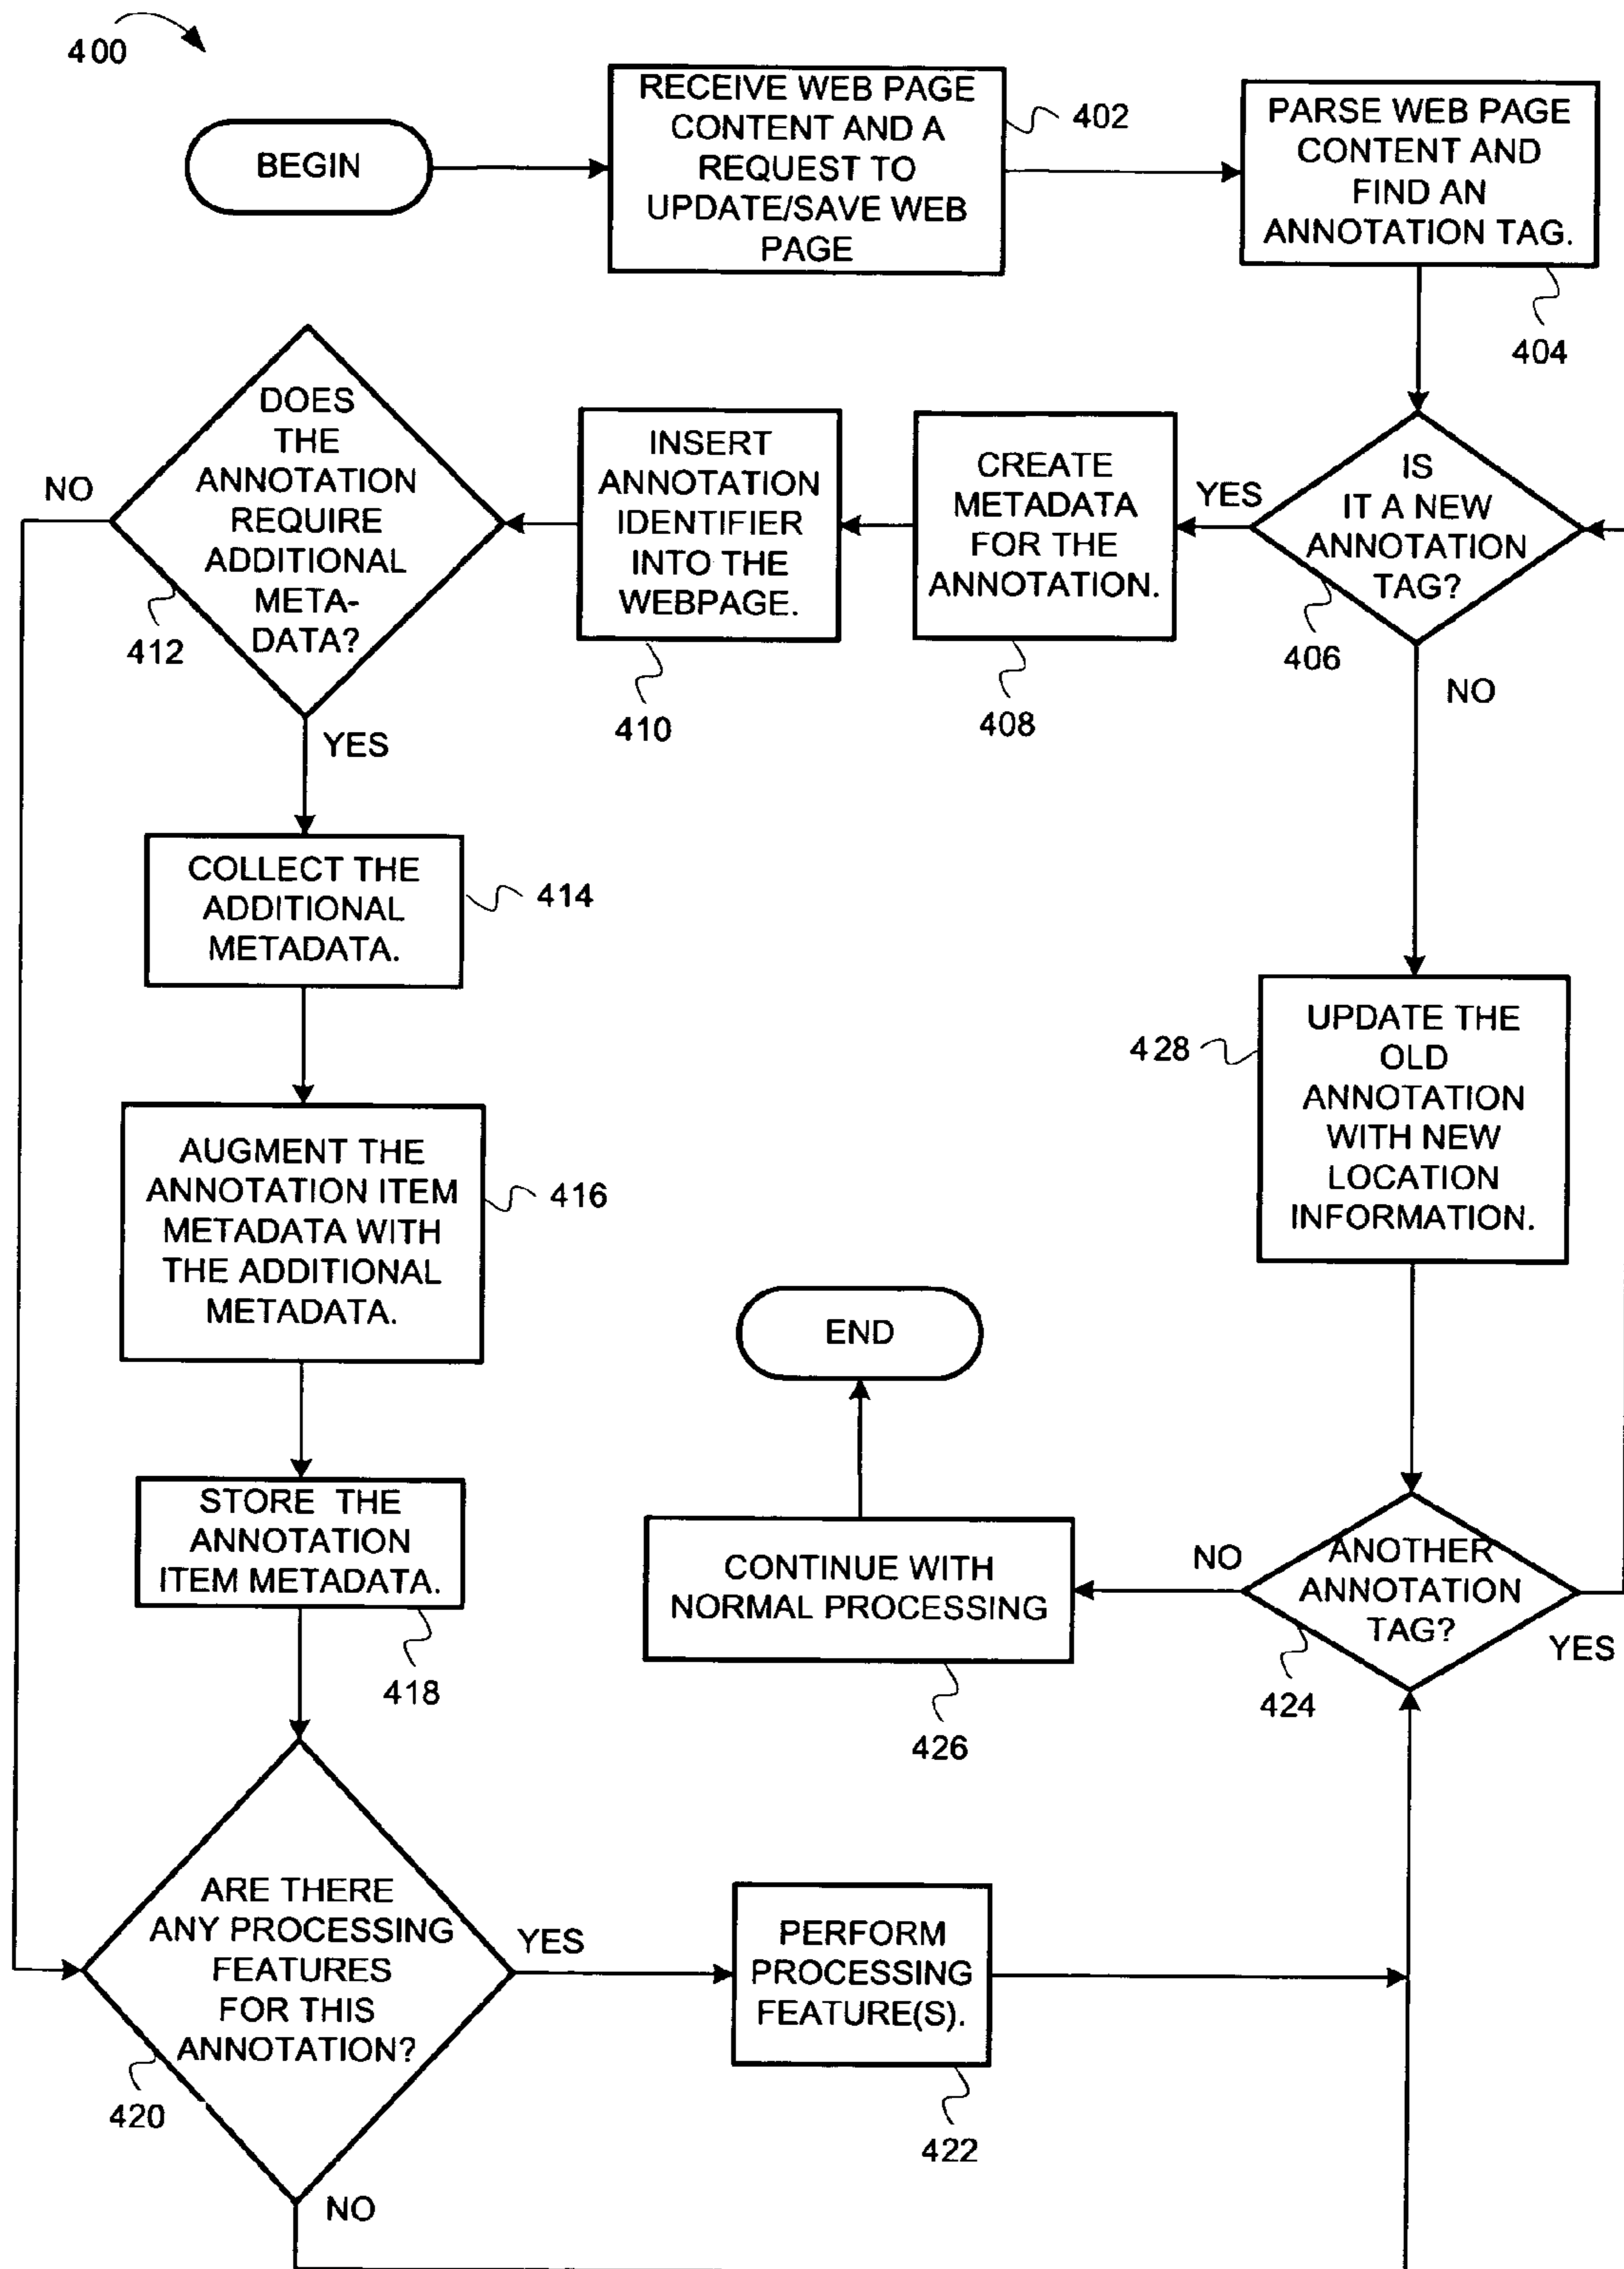 400
BEGIN
RECEIVE WEB PAGE
CONTENT AND A
REQUEST TO
UPDATE/SAVE WEB
PAGE
402
PARSE WEB PAGE
CONTENT AND
FIND AN
ANNOTATION TAG.
404
IS
IT A NEW
ANNOTATION
TAG?
406
YES
NO
CREATE
METADATA
FOR THE
ANNOTATION.
408
INSERT
ANNOTATION
IDENTIFIER
INTO THE
WEBPAGE.
410
DOES
THE
ANNOTATION
REQUIRE
ADDITIONAL
META-
DATA?
412
NO
YES
COLLECT THE
ADDITIONAL
METADATA.
414
AUGMENT THE
ANNOTATION ITEM
METADATA WITH
THE ADDITIONAL
METADATA.
416
STORE THE
ANNOTATION
ITEM METADATA.
418
ARE THERE
ANY PROCESSING
FEATURES
FOR THIS
ANNOTATION?
420
YES
NO
PERFORM
PROCESSING
FEATURE(S).
422
UPDATE THE
OLD
ANNOTATION
WITH NEW
LOCATION
INFORMATION.
428
ANOTHER
ANNOTATION
TAG?
424
YES
NO
CONTINUE WITH
NORMAL PROCESSING
426
END